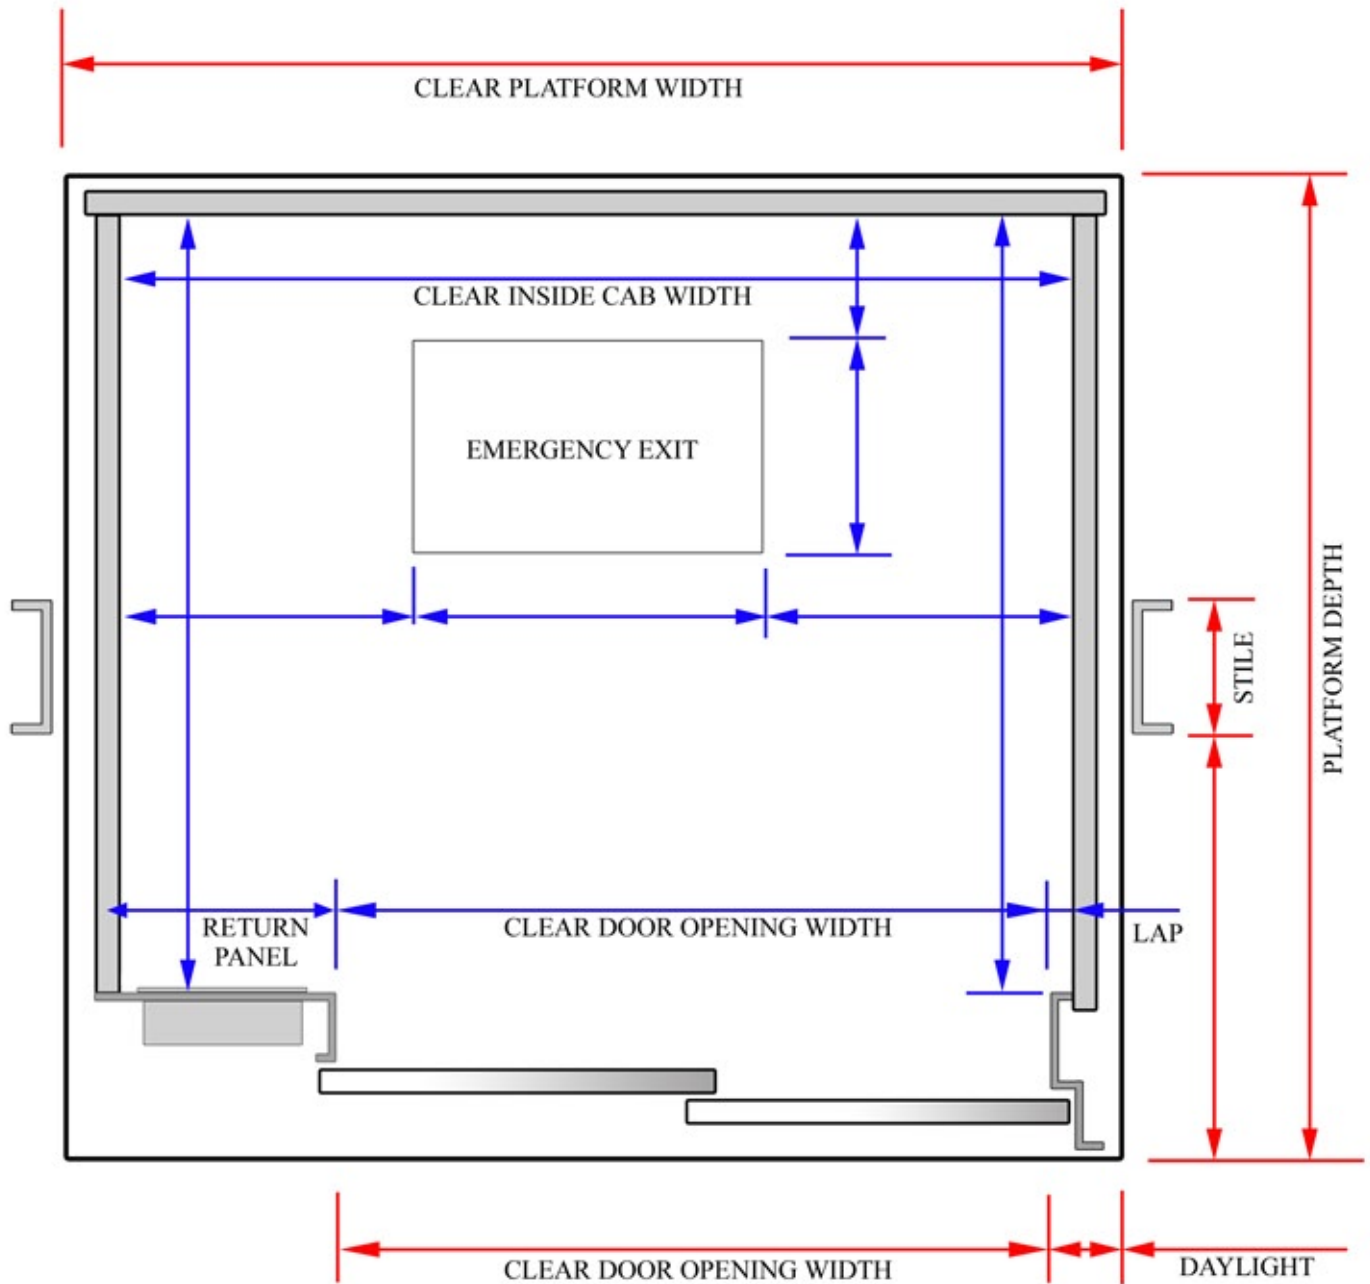 CLEAR PLATFORM WIDTH
CLEAR INSIDE CAB WIDTH
EMERGENCY EXIT
STILE
PLATFORM DEPTH
RETURN
PANEL
CLEAR DOOR OPENING WIDTH
LAP
CLEAR DOOR OPENING WIDTH
DAYLIGHT